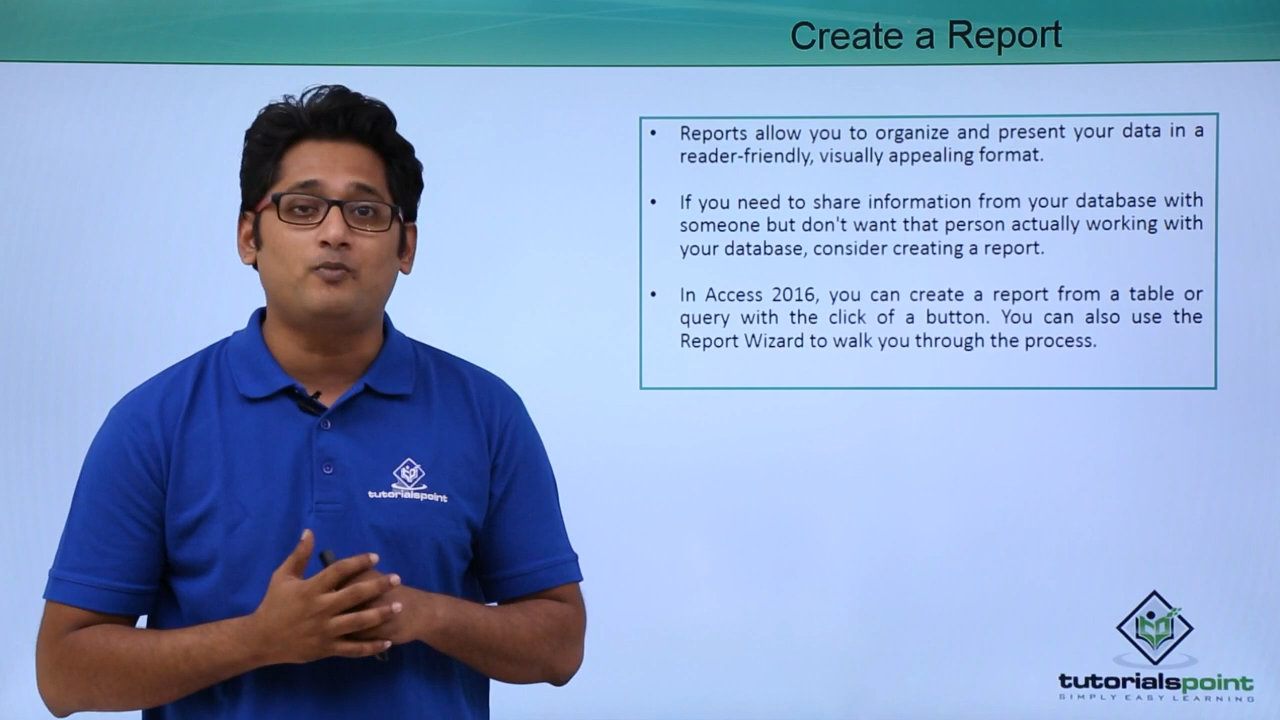 Create a Report
• Reports allow you to organize and present your data in a
reader-friendly, visually appealing format.
• If you need to share information from your database with
someone but don't want that person actually working with
your database, consider creating a report.
• In Access 2016, you can create a report from a table or
query with the click of a button. You can also use the
Report Wizard to walk you through the process.
tutorialspoint
tutorialspoint
SIMPLY EASY LEARNING